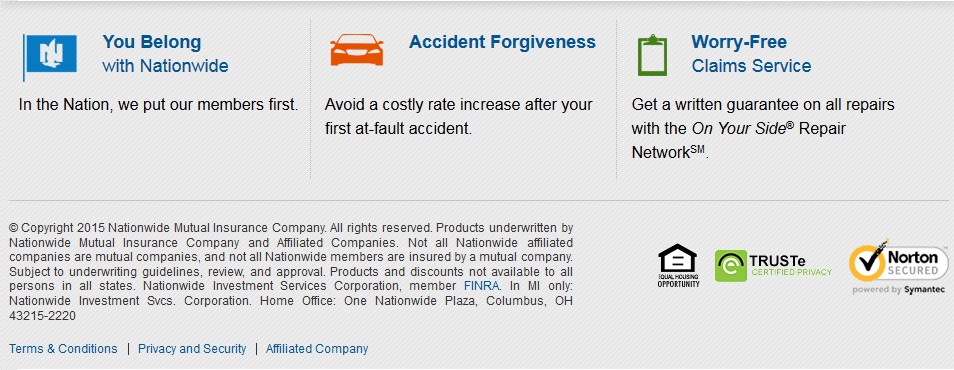 You Belong
with Nationwide
In the Nation, we put our members first.
Accident Forgiveness
Avoid a costly rate increase after your
first at-fault accident.
Worry-Free
Claims Service
Get a written guarantee on all repairs
with the On Your Side® Repair
Network℠.
© Copyright 2015 Nationwide Mutual Insurance Company. All rights reserved. Products underwritten by
Nationwide Mutual Insurance Company and Affiliated Companies. Not all Nationwide affiliated
companies are mutual companies, and not all Nationwide members are insured by a mutual company.
Subject to underwriting guidelines, review, and approval. Products and discounts not available to all
persons in all states. Nationwide Investment Services Corporation, member FINRA. In MI only:
Nationwide Investment Svcs. Corporation. Home Office: One Nationwide Plaza, Columbus, OH
43215-2220
EQUAL HOUSING
OPPORTUNITY
TRUSTe
CERTIFIED PRIVACY
Norton
SECURED
powered by Symantec
Terms & Conditions | Privacy and Security | Affiliated Company